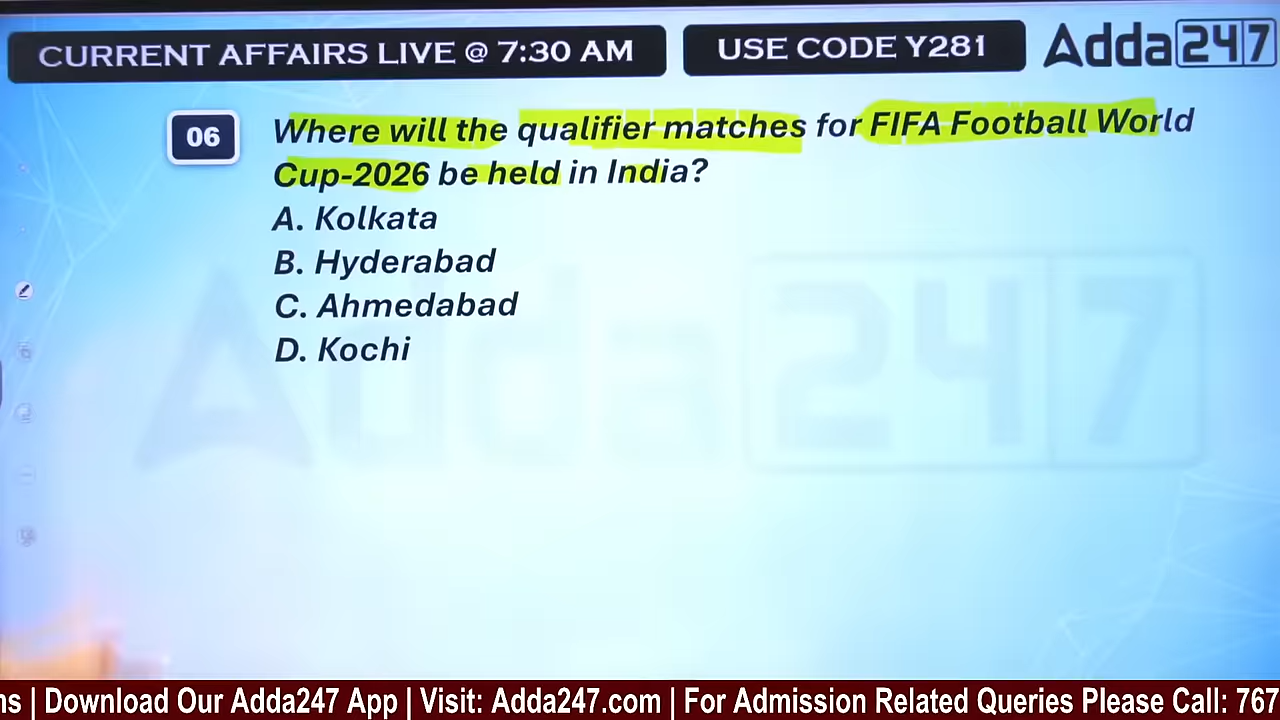 CURRENT AFFAIRS LIVE @ 7:30 AM
USE CODE Y281
Adda247
06
Where will the qualifier matches for FIFA Football World
Cup-2026 be held in India?
A. Kolkata
B. Hyderabad
C. Ahmedabad
D. Kochi
Adda247
ns | Download Our Adda247 App | Visit: Adda247.com | For Admission Related Queries Please Call: 767